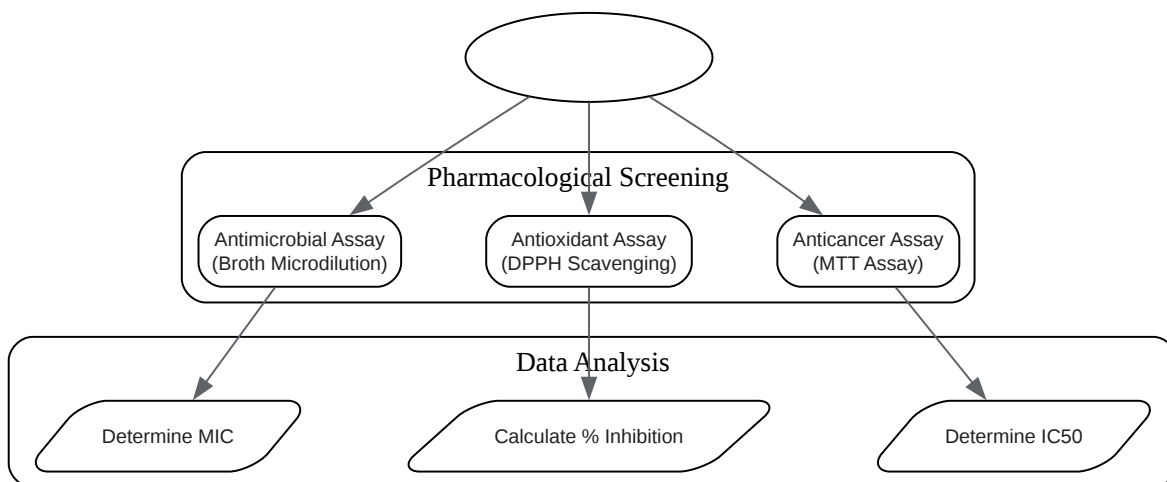 Pharmacological Screening
Antimicrobial Assay
(Broth Microdilution)
Antioxidant Assay
(DPPH Scavenging)
Anticancer Assay
(MTT Assay)
Data Analysis
Determine MIC
Calculate % Inhibition
Determine IC50